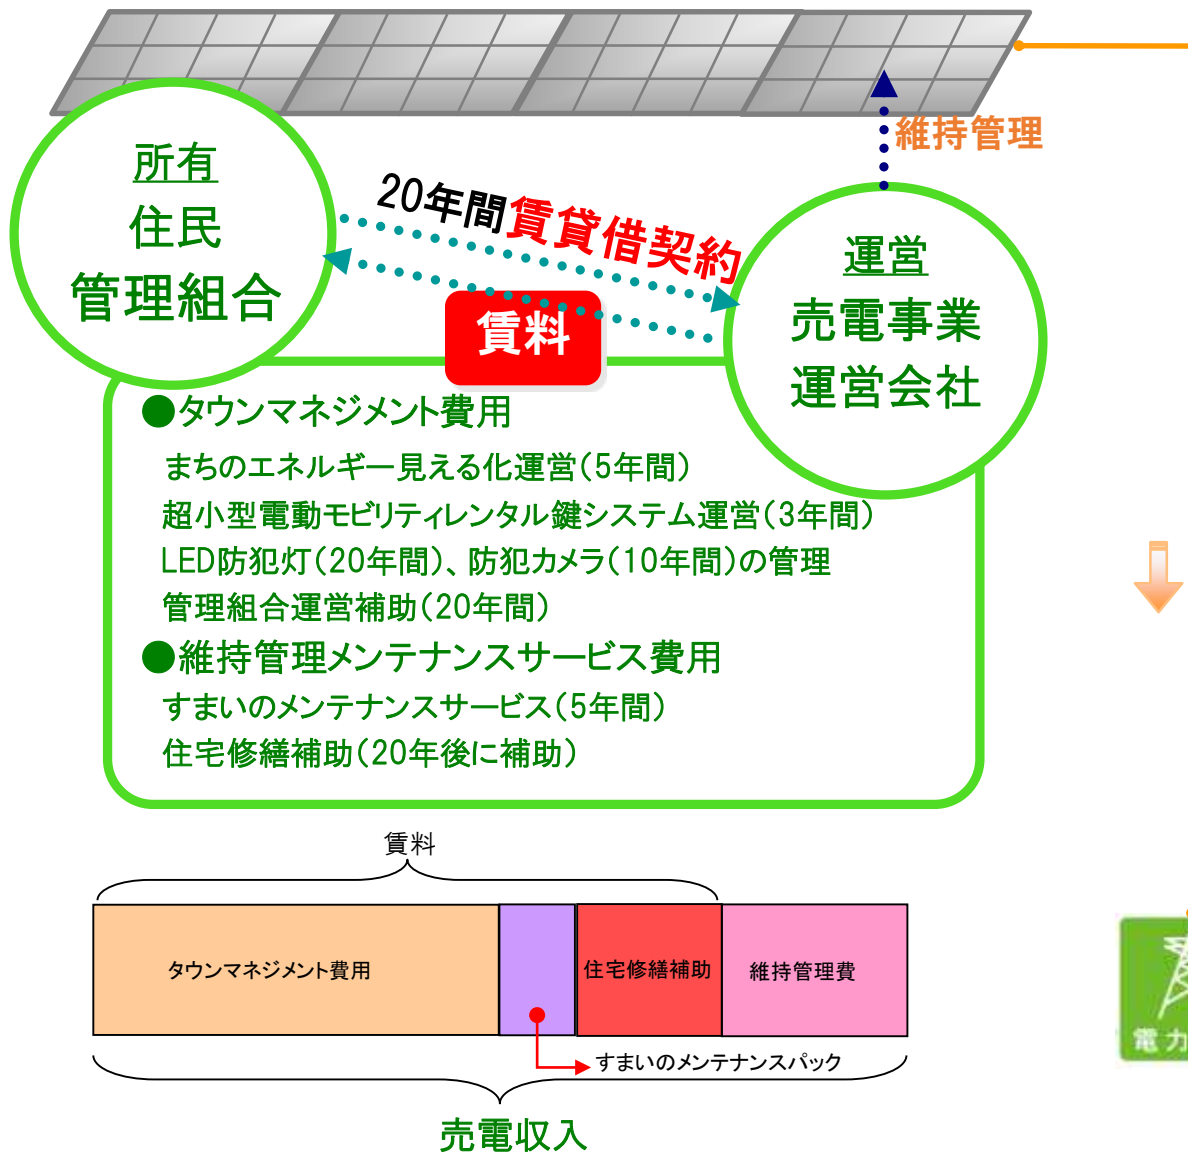 維持管理
所有
住民
管理組合
20年間賃貸借契約
運営
売電事業
運営会社
賃料
●タウンマネジメント費用
まちのエネルギー見える化運営(5年間)
超小型電動モビリティレンタル鍵システム運営(3年間)
LED防犯灯(20年間)、防犯カメラ(10年間)の管理
管理組合運営補助(20年間)
●維持管理メンテナンスサービス費用
すまいのメンテナンスサービス(5年間)
住宅修繕補助(20年後に補助)
賃料
タウンマネジメント費用
住宅修繕補助
維持管理費
すまいのメンテナンスパック
売電収入
電力